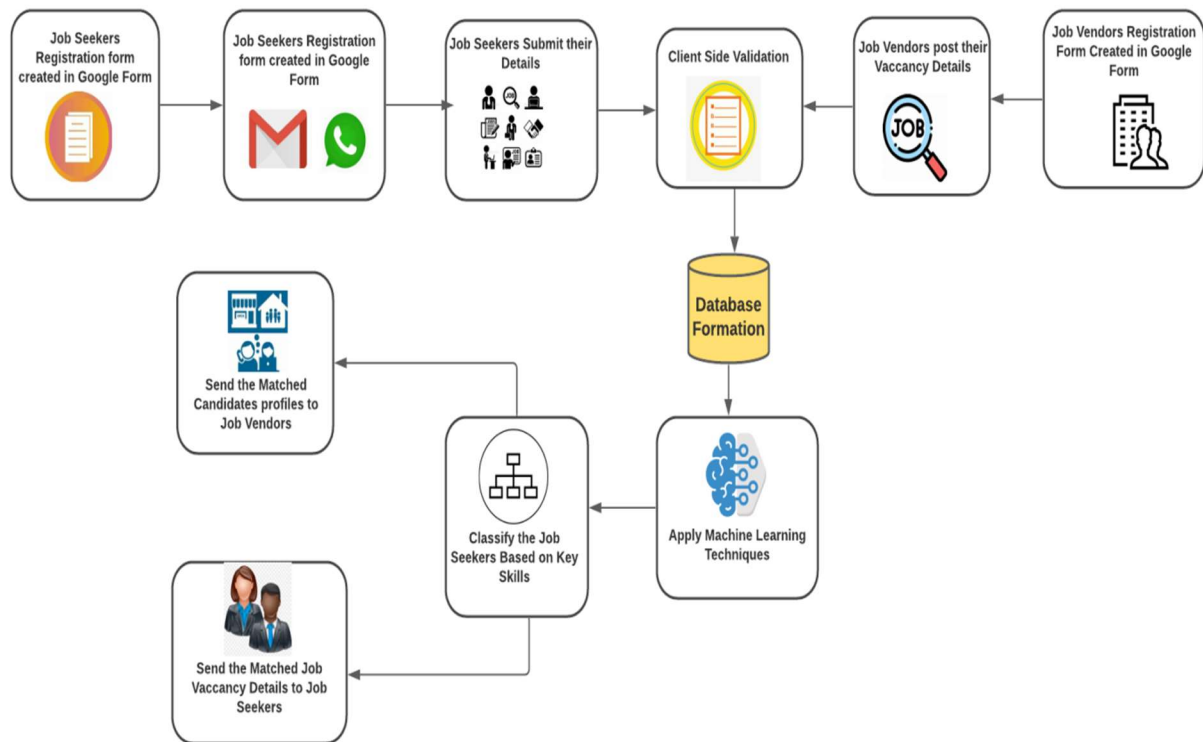 Job Seekers
Registration form
created in Google Form
Job Seekers Registration
form created in Google
Form
Job Seekers Submit their
Details
Client Side Validation
Job Vendors post their
Vaccancy Details
JOB
Job Vendors Registration
Form Created in Google
Form
JOB
Database
Formation
Send the Matched
Candidates profiles to
Job Vendors
Classify the Job
Seekers Based on Key
Skills
Apply Machine Learning
Techniques
Send the Matched Job
Vaccancy Details to Job
Seekers